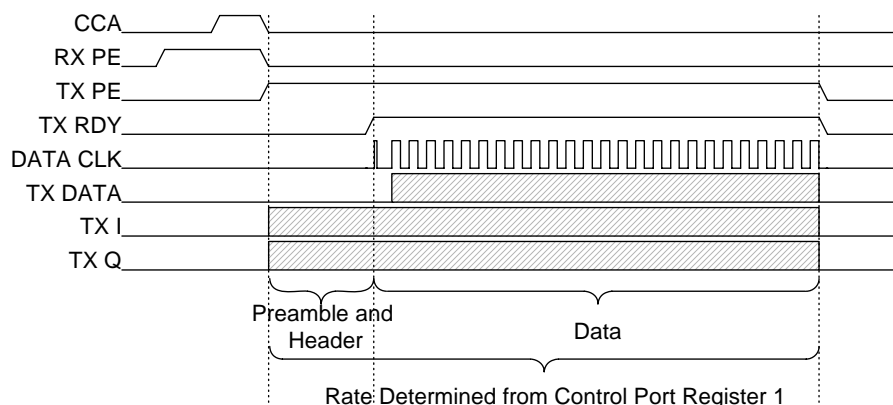 CCA
RX PE
TX PE
TX RDY
DATA CLK
TX DATA
TX I
TX Q
Preamble and
Header
Data
Rate Determined from Control Port Register 1